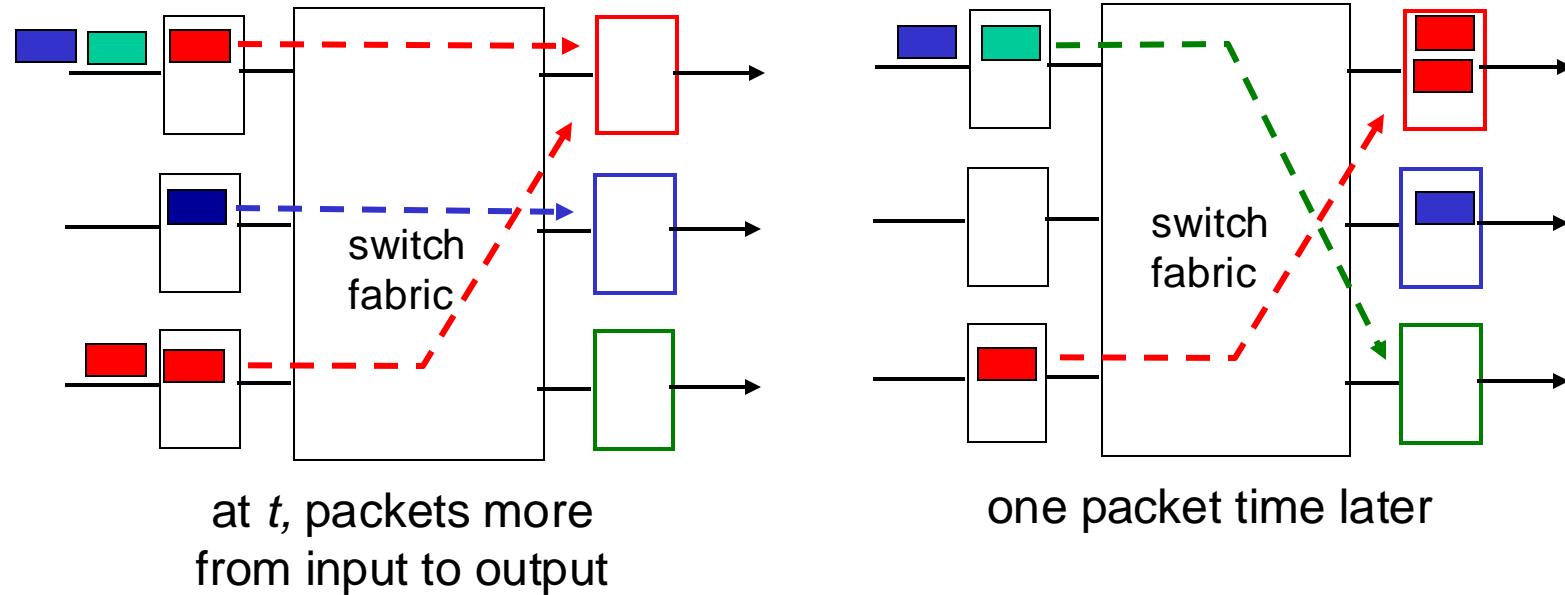 switch
fabric
at t, packets more
from input to output
switch
fabric
one packet time later